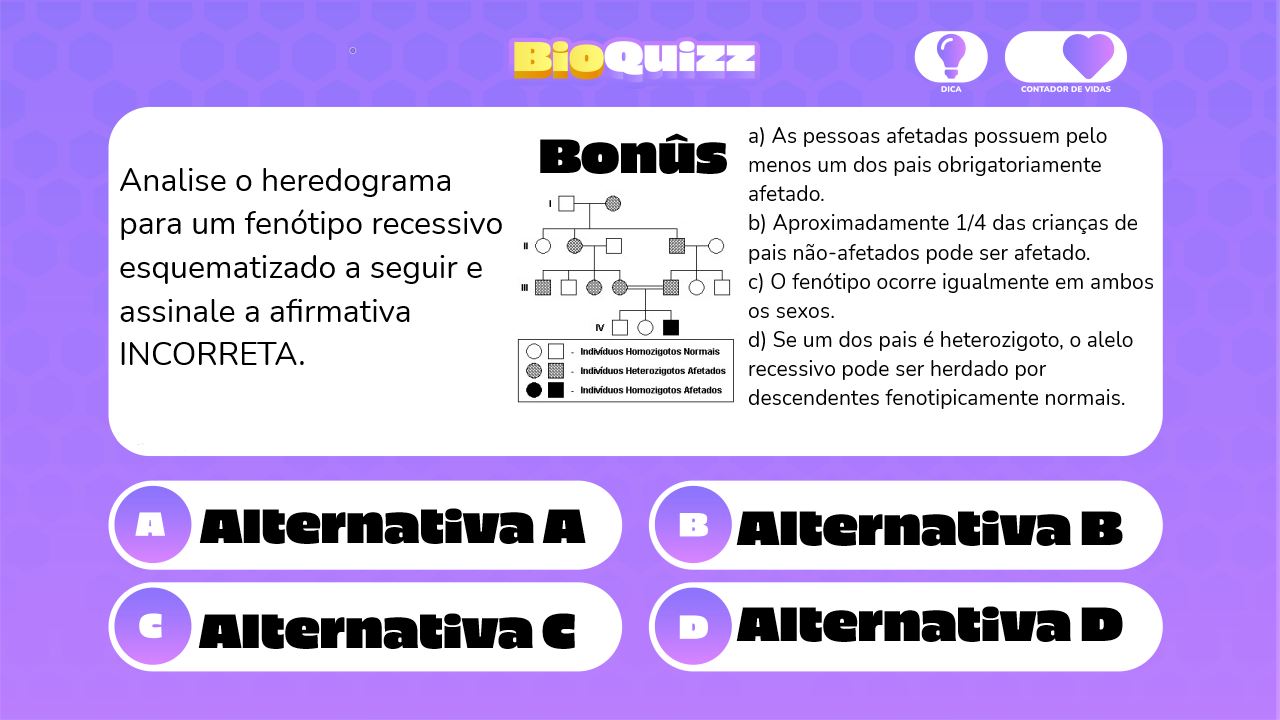 BioQuizz
DICA
CONTADOR DE VIDAS
Analise o heredograma
para um fenótipo recessivo
esquematizado a seguir e
assinale a afirmativa
INCORRETA.
Bonûs
I
II
III
IV
- Indivíduos Homozigotos Normais
- Indivíduos Heterozigotos Afetados
- Indivíduos Homozigotos Afetados
a) As pessoas afetadas possuem pelo
menos um dos pais obrigatoriamente
afetado.
b) Aproximadamente 1/4 das crianças de
pais não-afetados pode ser afetado.
c) O fenótipo ocorre igualmente em ambos
os sexos.
d) Se um dos pais é heterozigoto, o alelo
recessivo pode ser herdado por
descendentes fenotipicamente normais.
A Alternativa A
B Alternativa B
C Alternativa C
D Alternativa D